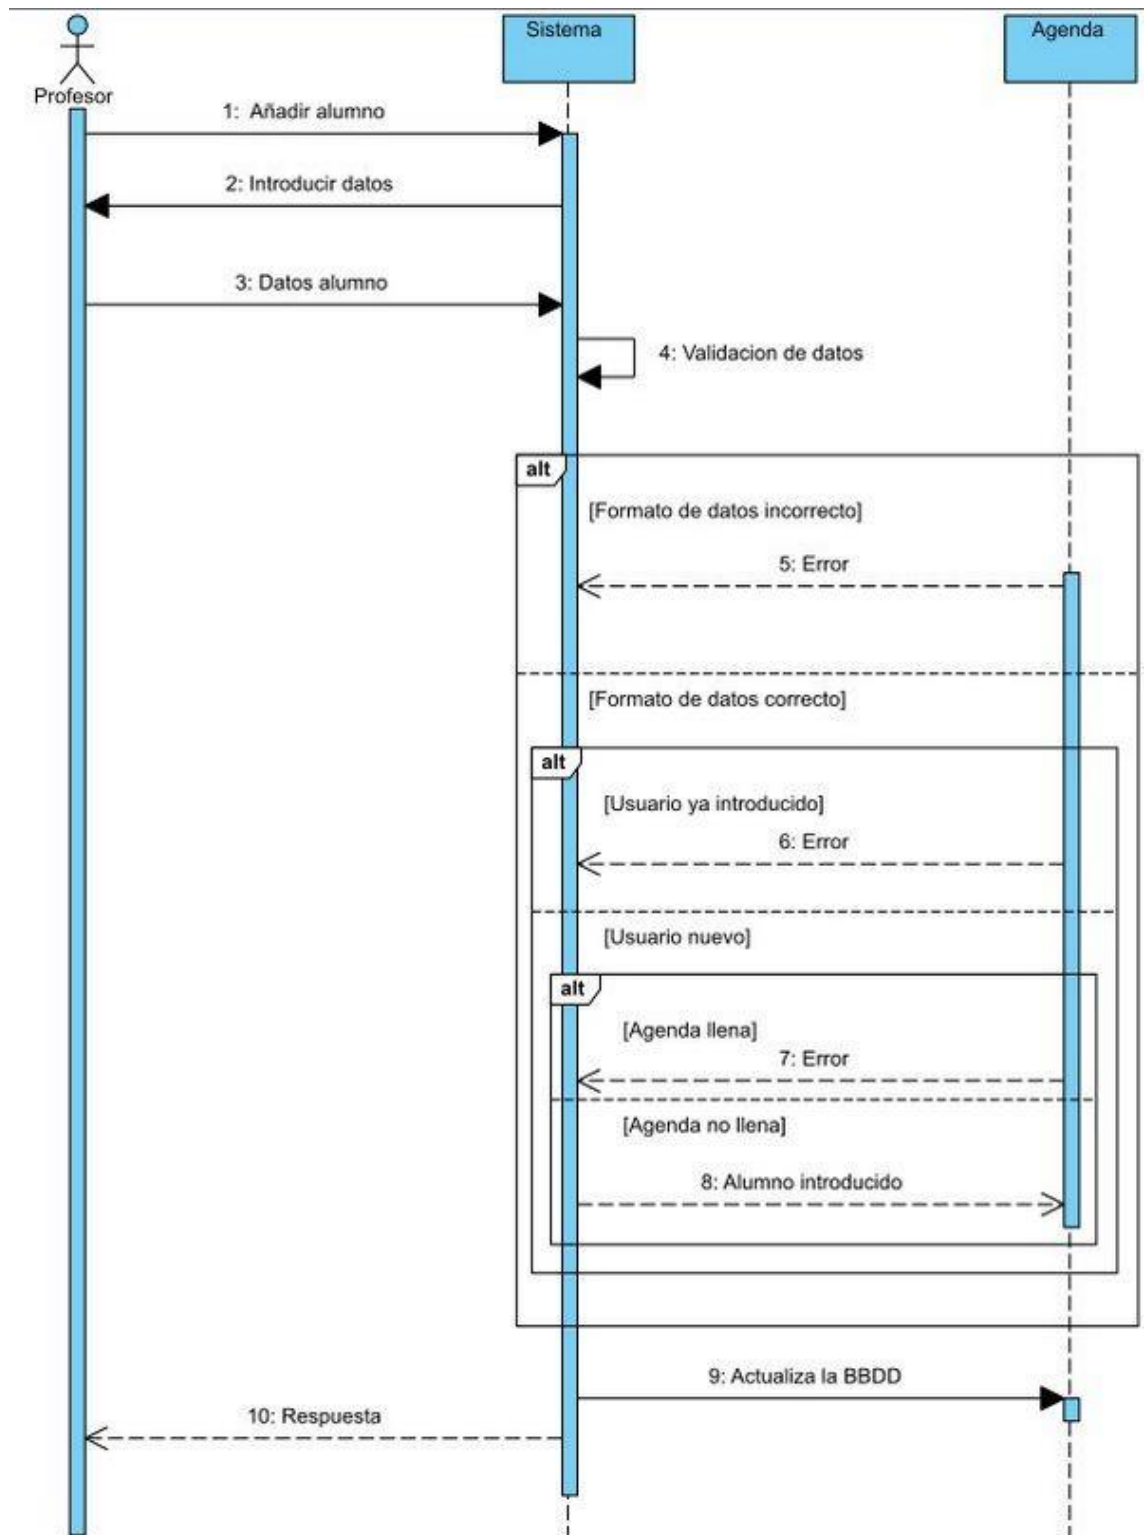 Sistema
Agenda
Profesor
1: Añadir alumno
2: Introducir datos
3: Datos alumno
4: Validacion de datos
alt
[Formato de datos incorrecto]
5: Error
[Formato de datos correcto]
alt
[Usuario ya introducido]
6: Error
[Usuario nuevo]
alt
[Agenda llena]
7: Error
[Agenda no llena]
8: Alumno introducido
9: Actualiza la BBDD
10: Respuesta